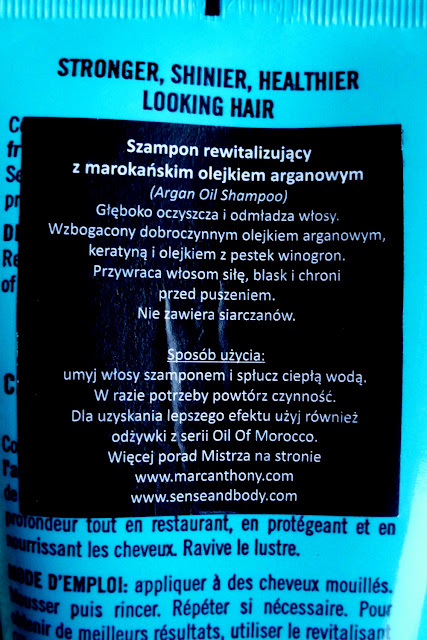 STRONGER, SHINIER, HEALTHIER
LOOKING HAIR
Szampon rewitalizujący
z marokańskim olejkiem arganowym
(Argan Oil Shampoo)
Głęboko oczyszcza i odmładza włosy.
Wzbogacony dobroczynnym olejkiem arganowym,
keratyną i olejkiem z pestek winogron.
Przywraca włosom siłę, blask i chroni
przed puszeniem.
Nie zawiera siarczanów.
Sposób użycia:
umyj włosy szamponem i spłucz ciepłą wodą.
W razie potrzeby powtórz czynność.
Dla uzyskania lepszego efektu użyj również
odżywki z serii Oil Of Morocco.
Więcej porad Mistrza na stronie
www.marcanthony.com
www.senseandbody.com
profondeur tout en restaurant, en protégeant et en
nourrissant les cheveux. Ravive le lustre.
MODE D'EMPLOI: appliquer à des cheveux mouillés.
puis rincer. Répéter si nécessaire. Pour
de meilleurs résultats, utiliser le revitalisant